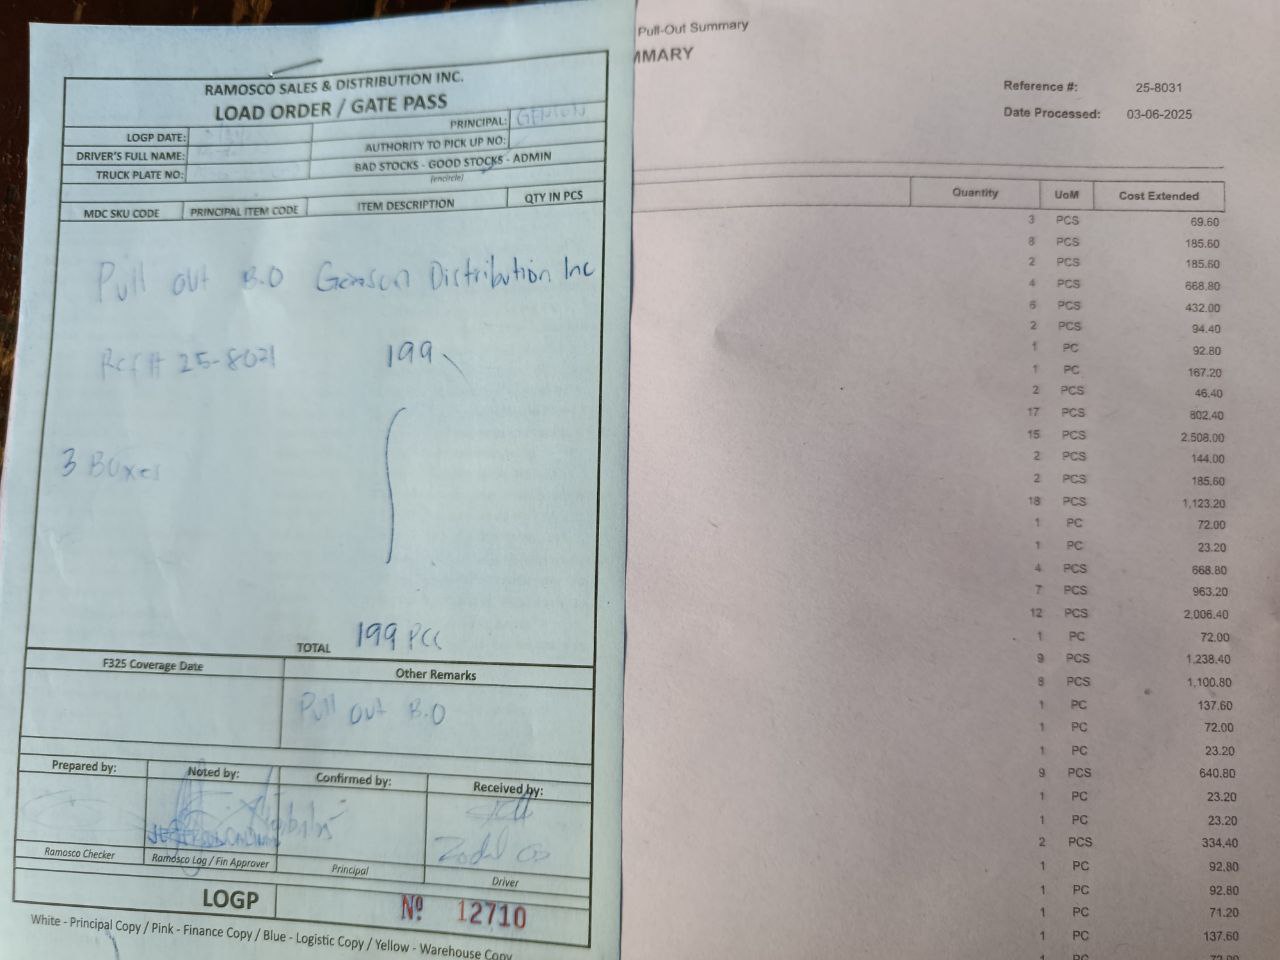 RAMOSCO SALES & DISTRIBUTION INC.
LOAD ORDER / GATE PASS
LOGP DATE:
PRINCIPAL:
DRIVER'S FULL NAME:
AUTHORITY TO PICK UP NO:
TRUCK PLATE NO:
BAD STOCKS - GOOD STOCKS - ADMIN
(encircle)
MDC SKU CODE PRINCIPAL ITEM CODE ITEM DESCRIPTION QTY IN PCS
Pull out B.O Distribution Inc
Ref# 199
3 Boxes
TOTAL 199
F325 Coverage Date Other Remarks
Pull out B.O
Prepared by: Noted by: Confirmed by: Received by:
Ramosco Checker Ramosco Log / Fin Approver Principal Driver
LOGP Nº 12710
White - Principal Copy / Pink - Finance Copy / Blue - Logistic Copy / Yellow - Warehouse Copy
Pull-Out Summary
MMARY
Reference #: 25-8031
Date Processed: 03-06-2025
Quantity UoM Cost Extended
3 PCS 69.60
8 PCS 185.60
2 PCS 185.60
4 PCS 668.80
6 PCS 432.00
2 PCS 94.40
1 PC 92.80
1 PC 167.20
2 PCS 46.40
17 PCS 802.40
15 PCS 2,508.00
2 PCS 144.00
2 PCS 185.60
18 PCS 1,123.20
1 PC 72.00
1 PC 23.20
4 PCS 668.80
7 PCS 963.20
12 PCS 2,006.40
1 PC 72.00
9 PCS 1,238.40
8 PCS 1,100.80
1 PC 137.60
1 PC 72.00
1 PC 23.20
9 PCS 640.80
1 PC 23.20
1 PC 23.20
2 PCS 334.40
1 PC 92.80
1 PC 92.80
1 PC 71.20
1 PC 137.60
1 PC 72.00